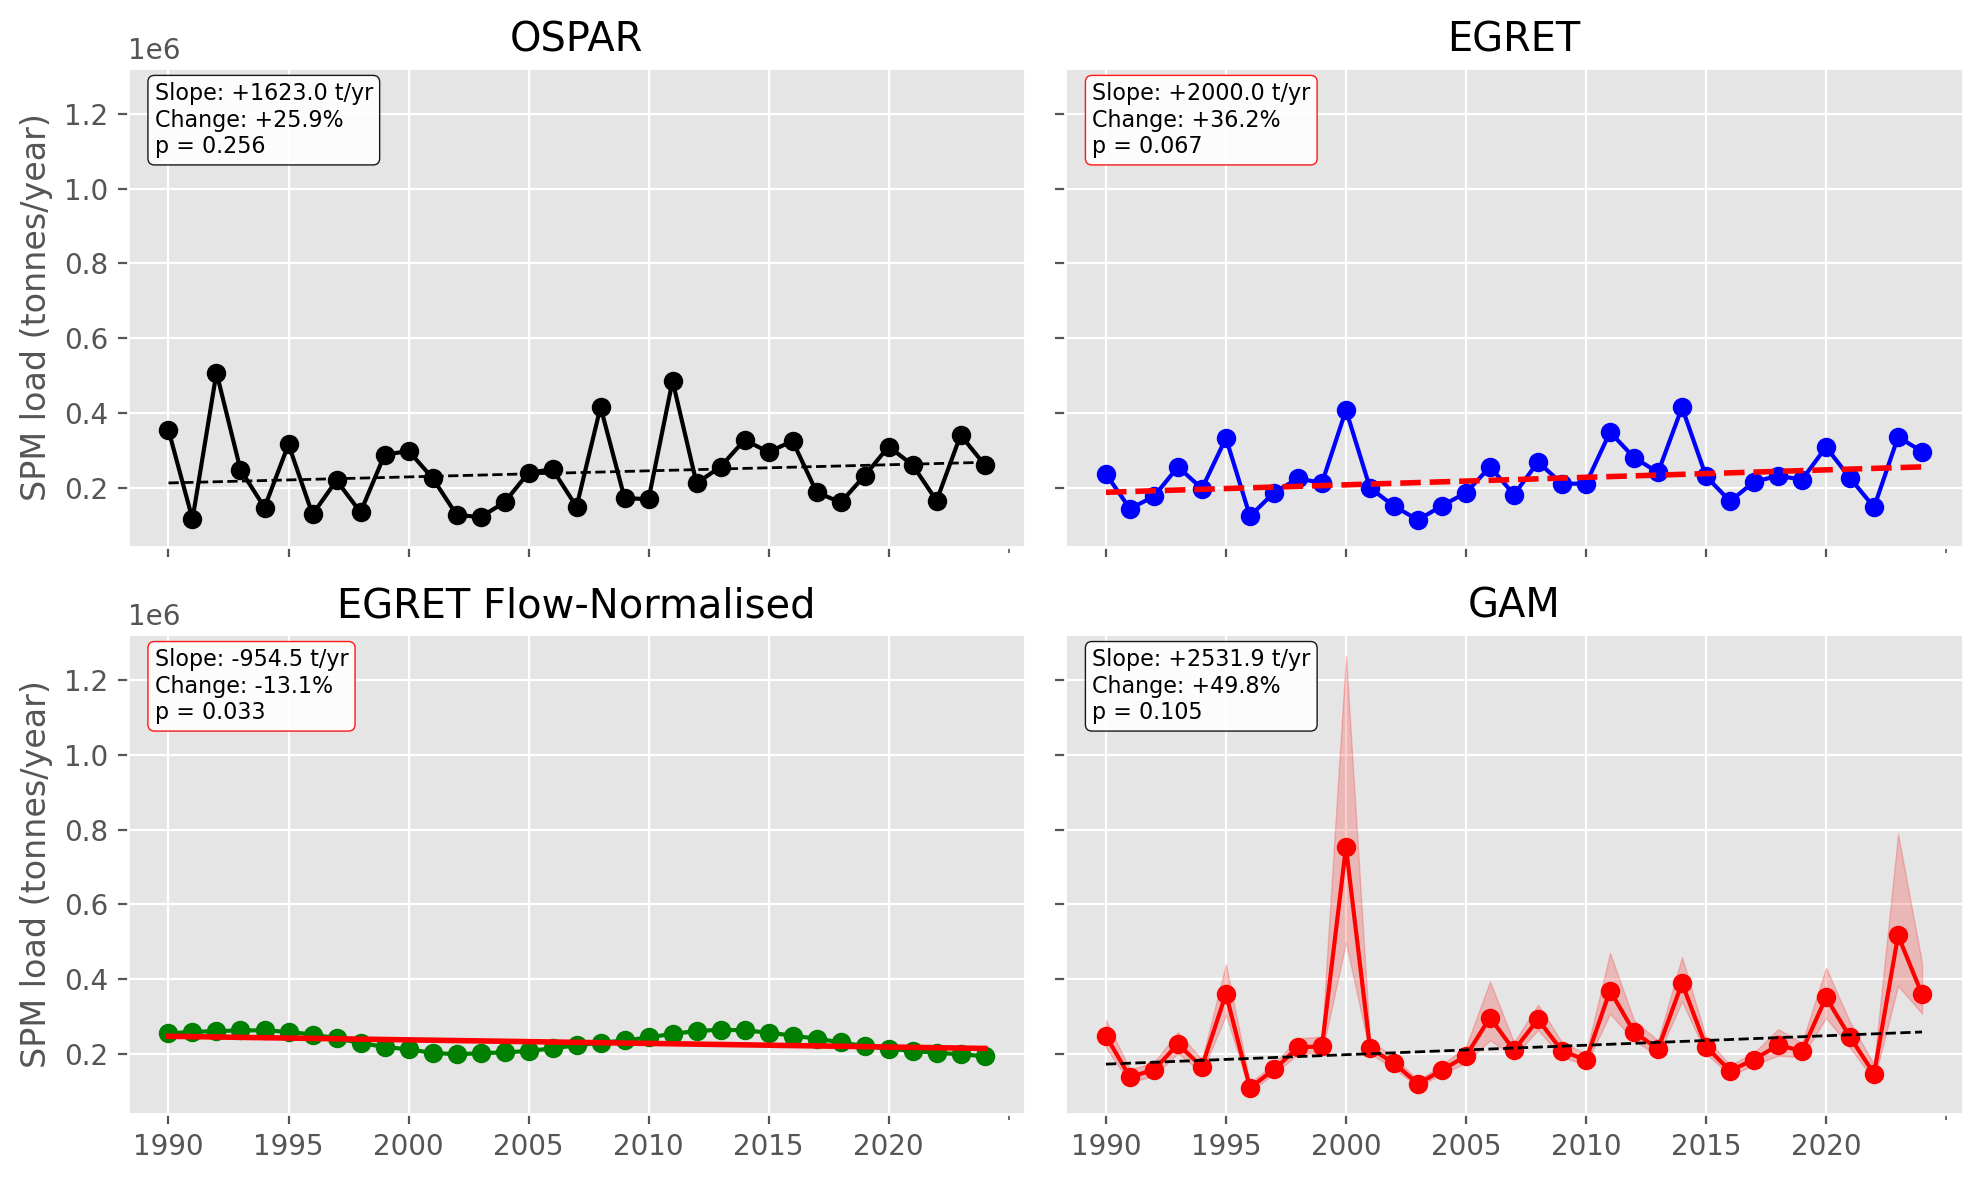 OSPAR
1e6
Slope: +1623.0 t/yr
Change: +25.9%
p = 0.256
1.2
1.0
0.8
0.6
0.4
0.2
SPM load (tonnes/year)
EGRET
Slope: +2000.0 t/yr
Change: +36.2%
p = 0.067
EGRET Flow-Normalised
1e6
Slope: -954.5 t/yr
Change: -13.1%
p = 0.033
1.2
1.0
0.8
0.6
0.4
0.2
SPM load (tonnes/year)
1990 1995 2000 2005 2010 2015 2020
GAM
Slope: +2531.9 t/yr
Change: +49.8%
p = 0.105
1990 1995 2000 2005 2010 2015 2020